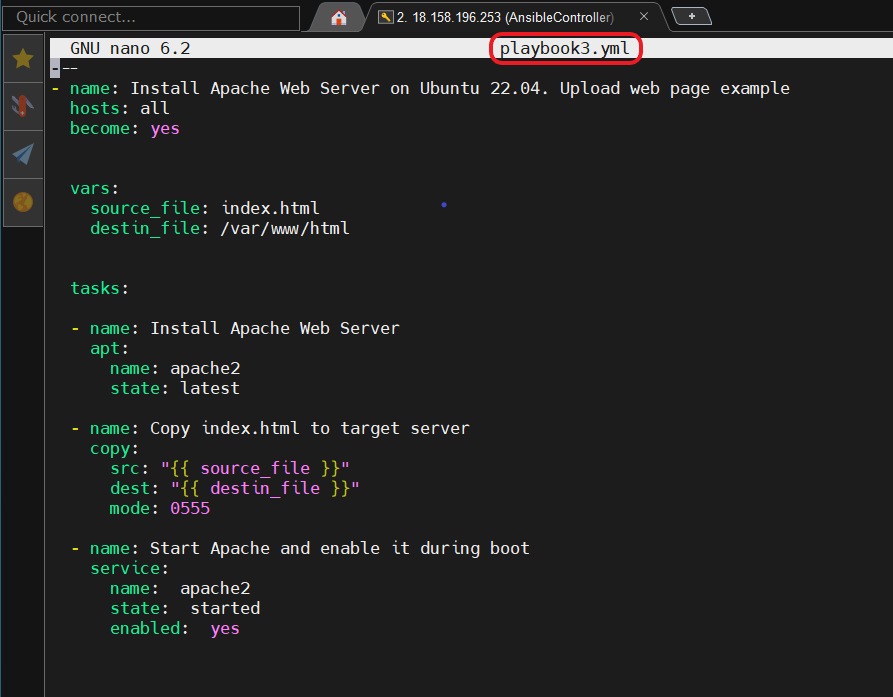 Quick connect...
2. 18.158.196.253 (AnsibleController)
GNU nano 6.2 playbook3.yml
---
- name: Install Apache Web Server on Ubuntu 22.04. Upload web page example
  hosts: all
  become: yes
  vars:
    source_file: index.html
    destin_file: /var/www/html
  tasks:
  - name: Install Apache Web Server
    apt:
      name: apache2
      state: latest
  - name: Copy index.html to target server
    copy:
      src: "{{ source_file }}"
      dest: "{{ destin_file }}"
      mode: 0555
  - name: Start Apache and enable it during boot
    service:
      name:  apache2
      state:  started
      enabled:  yes